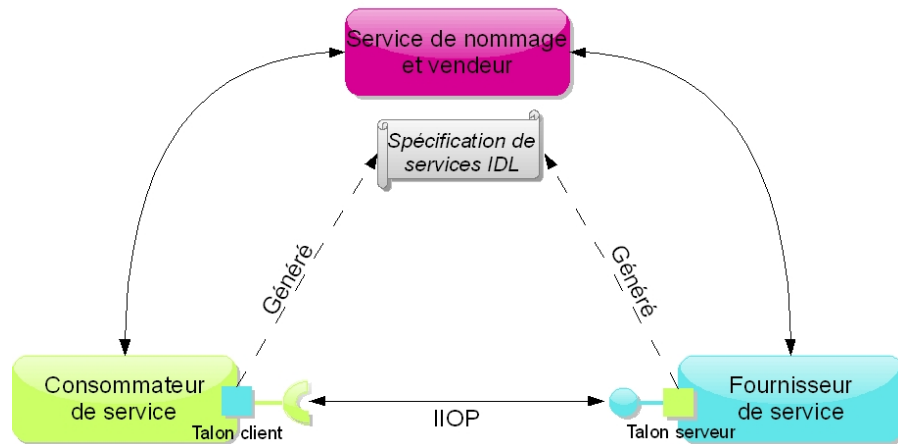 Service de nommage
et vendeur
Spécification de
services IDL
Généré
Généré
Consommateur
de service
Talon client
IIOP
Fournisseur
de service
Talon serveur